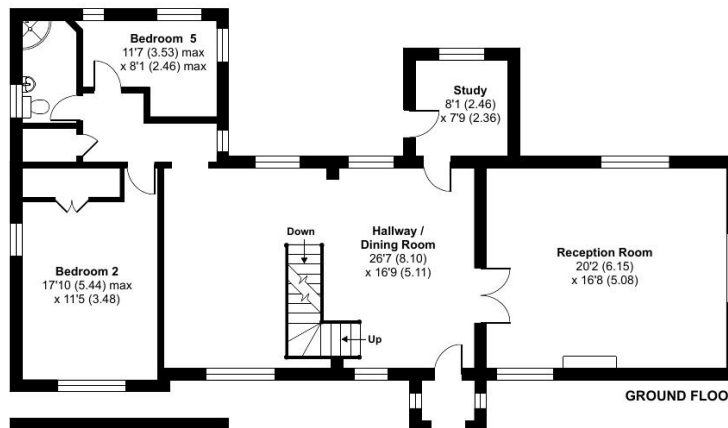 Bedroom 5
11'7 (3.53) max
x 8'1 (2.46) max
Study
8'1 (2.46)
x 7'9 (2.36)
Down
Hallway /
Dining Room
26'7 (8.10)
x 16'9 (5.11)
Reception Room
20'2 (6.15)
x 16'8 (5.08)
Bedroom 2
17'10 (5.44) max
x 11'5 (3.48)
Up
GROUND FLOO